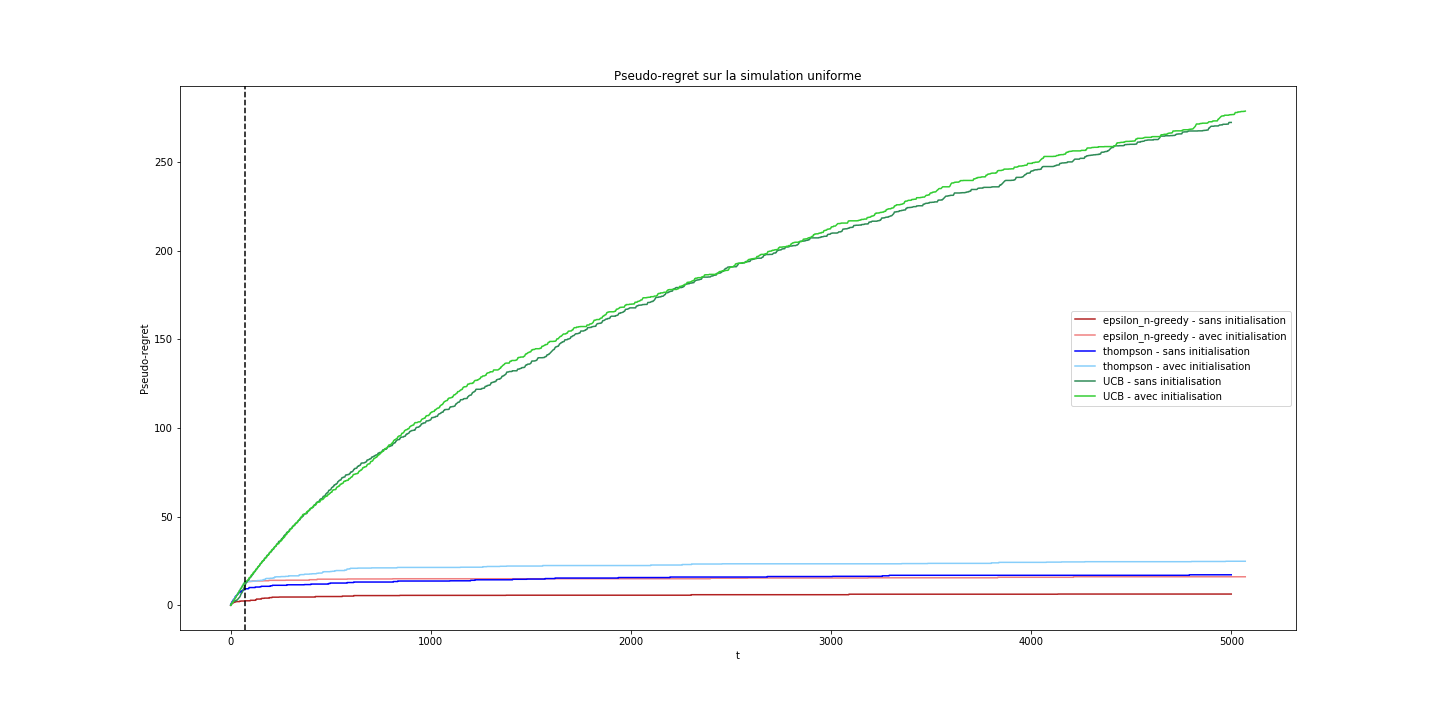 Pseudo-regret sur la simulation uniforme
250
200
150
100
50
0
Pseudo-regret
epsilon_n-greedy - sans initialisation
epsilon_n-greedy - avec initialisation
thompson - sans initialisation
thompson - avec initialisation
UCB - sans initialisation
UCB - avec initialisation
0 1000 2000 3000 4000 5000
t